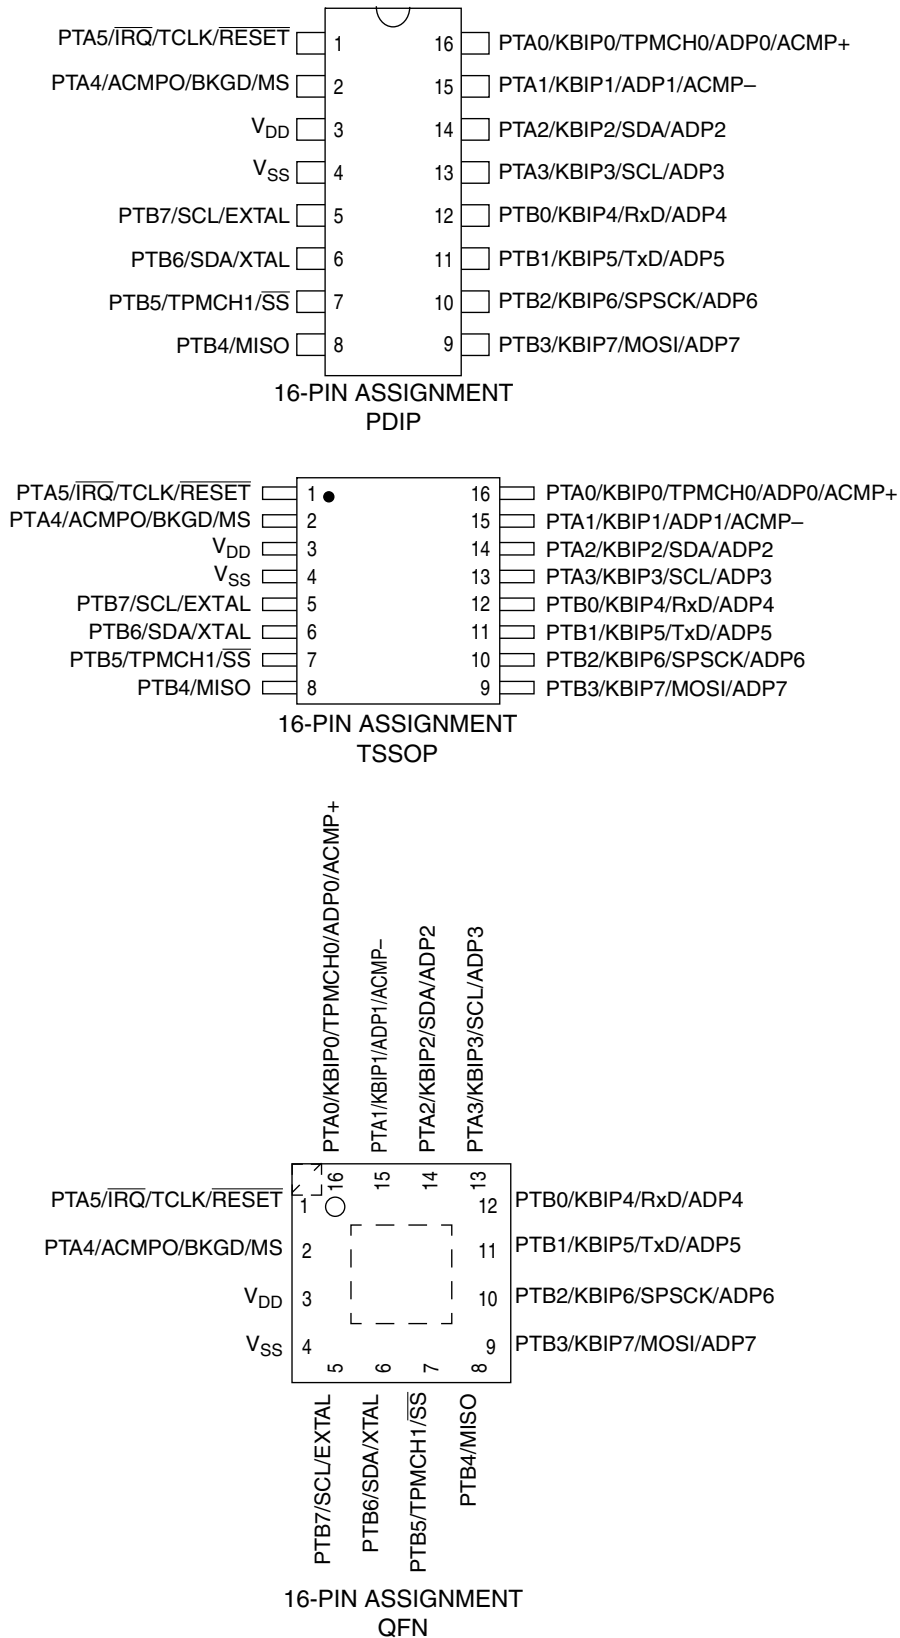 PTA5/IRQ/TCLK/RESET 1 16 PTA0/KBIP0/TPMCH0/ADP0/ACMP+
PTA4/ACMPO/BKGD/MS 2 15 PTA1/KBIP1/ADP1/ACMP–
VDD 3 14 PTA2/KBIP2/SDA/ADP2
VSS 4 13 PTA3/KBIP3/SCL/ADP3
PTB7/SCL/EXTAL 5 12 PTB0/KBIP4/RxD/ADP4
PTB6/SDA/XTAL 6 11 PTB1/KBIP5/TxD/ADP5
PTB5/TPMCH1/SS 7 10 PTB2/KBIP6/SPSCK/ADP6
PTB4/MISO 8 9 PTB3/KBIP7/MOSI/ADP7
16-PIN ASSIGNMENT
PDIP
PTA5/IRQ/TCLK/RESET 1 16 PTA0/KBIP0/TPMCH0/ADP0/ACMP+
PTA4/ACMPO/BKGD/MS 2 15 PTA1/KBIP1/ADP1/ACMP–
VDD 3 14 PTA2/KBIP2/SDA/ADP2
VSS 4 13 PTA3/KBIP3/SCL/ADP3
PTB7/SCL/EXTAL 5 12 PTB0/KBIP4/RxD/ADP4
PTB6/SDA/XTAL 6 11 PTB1/KBIP5/TxD/ADP5
PTB5/TPMCH1/SS 7 10 PTB2/KBIP6/SPSCK/ADP6
PTB4/MISO 8 9 PTB3/KBIP7/MOSI/ADP7
16-PIN ASSIGNMENT
TSSOP
PTA0/KBIP0/TPMCH0/ADP0/ACMP+
PTA1/KBIP1/ADP1/ACMP–
PTA2/KBIP2/SDA/ADP2
PTA3/KBIP3/SCL/ADP3
16 15 14 13
PTA5/IRQ/TCLK/RESET 1 12 PTB0/KBIP4/RxD/ADP4
PTA4/ACMPO/BKGD/MS 2 11 PTB1/KBIP5/TxD/ADP5
VDD 3 10 PTB2/KBIP6/SPSCK/ADP6
VSS 4 9 PTB3/KBIP7/MOSI/ADP7
5 6 7 8
PTB7/SCL/EXTAL
PTB6/SDA/XTAL
PTB5/TPMCH1/SS
PTB4/MISO
16-PIN ASSIGNMENT
QFN